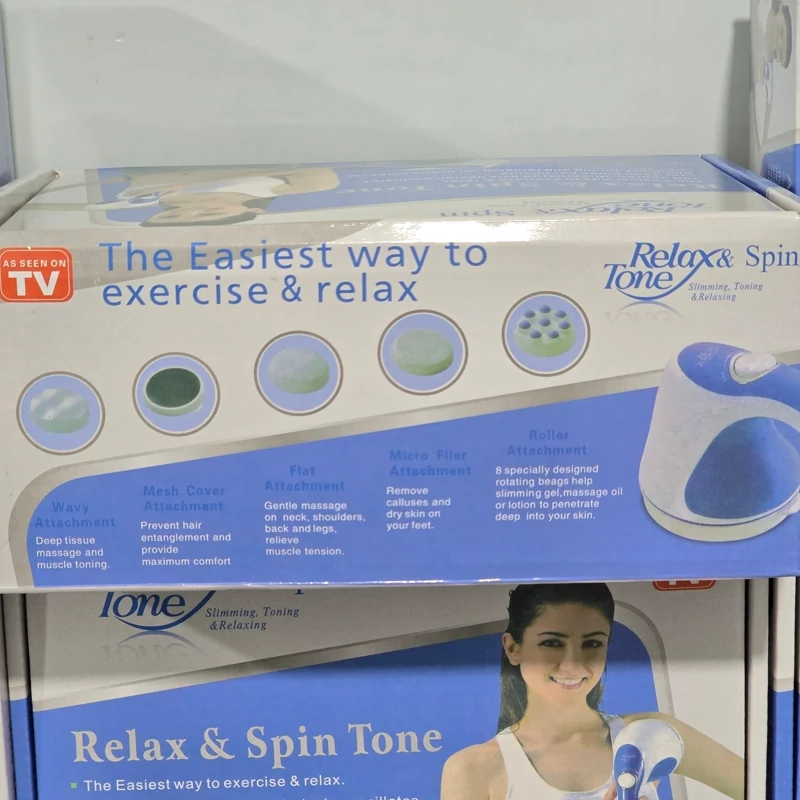 AS SEEN ON
TV
The Easiest way to
exercise & relax
Relax & Spin
Tone
Slimming, Toning
&Relaxing
Wavy
Attachment
Deep tissue
massage and
muscle toning.
Mesh Cover
Attachment
Prevent hair
entanglement and
provide
maximum comfort
Flat
Attachment
Gentle massage
on neck, shoulders,
back and legs,
relieve
muscle tension.
Micro Filer
Attachment
Remove
calluses and
dry skin on
your feet.
Roller
Attachment
8 specially designed
rotating beags help
slimming gel,massage oil
or lotion to penetrate
deep into your skin.
Relax & Spin Tone
Tone
Slimming, Toning
&Relaxing
Relax & Spin Tone
The Easiest way to exercise & relax.